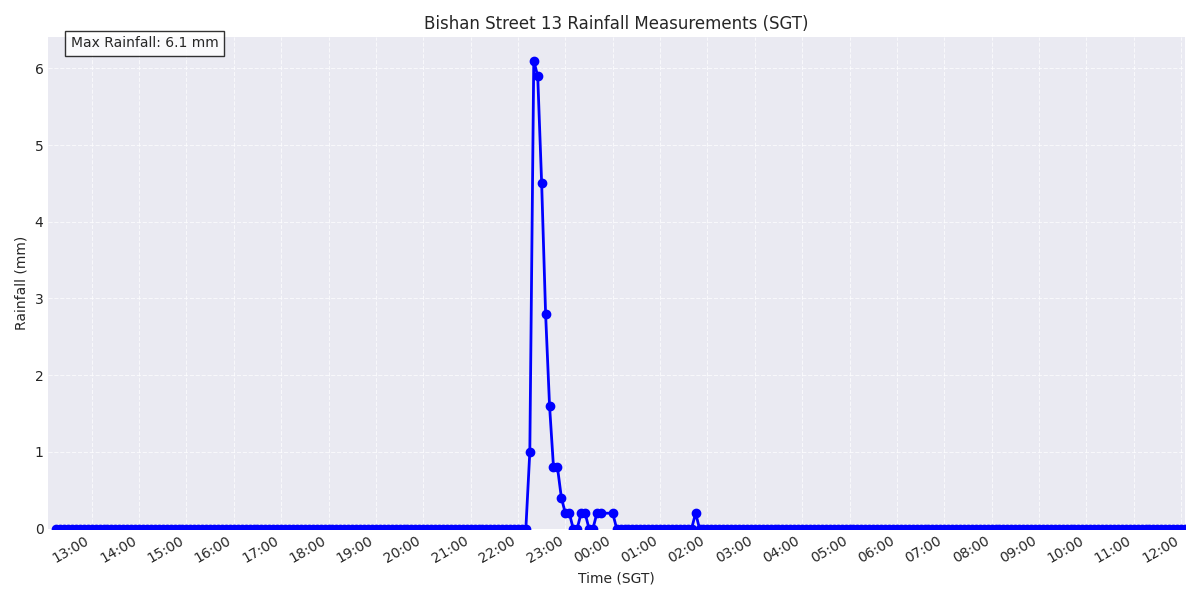 Bishan Street 13 Rainfall Measurements (SGT)
Max Rainfall: 6.1 mm
Rainfall (mm)
6
5
4
3
2
1
0
13:00 14:00 15:00 16:00 17:00 18:00 19:00 20:00 21:00 22:00 23:00 00:00 01:00 02:00 03:00 04:00 05:00 06:00 07:00 08:00 09:00 10:00 11:00 12:00
Time (SGT)